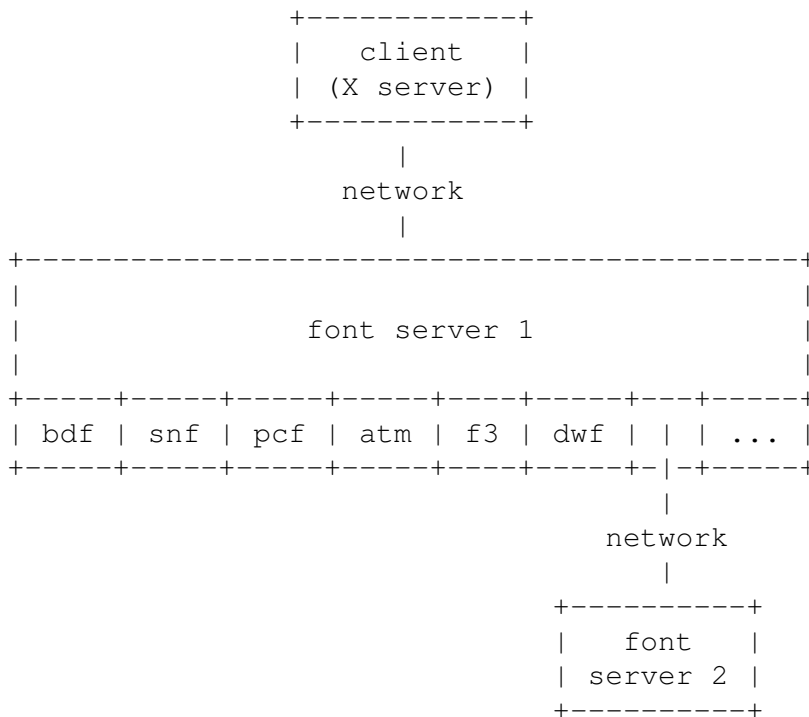 client
(X server)
network
font server 1
bdf | snf | pcf | atm | f3 | dwf | | | ...
network
font
server 2